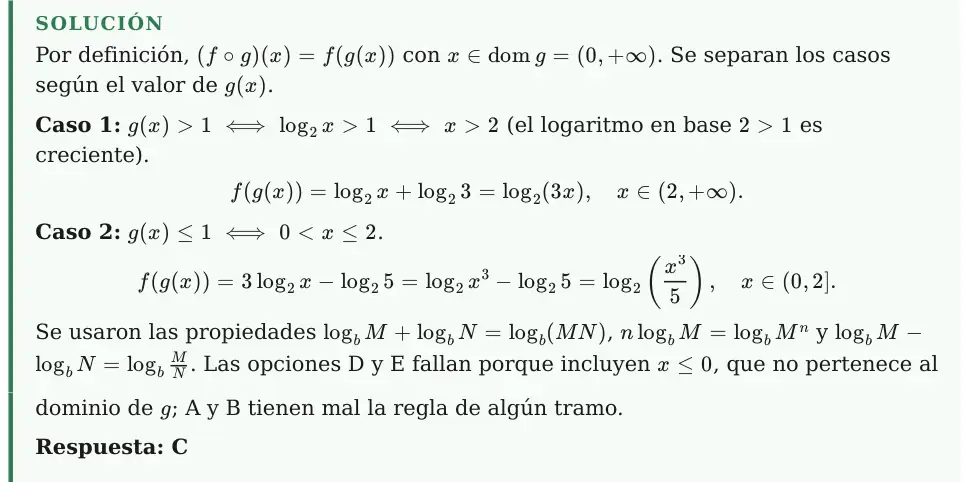 SOLUCIÓN
Por definición, (f ∘ g)(x) = f(g(x)) con x ∈ dom g = (0, +∞). Se separan los casos
según el valor de g(x).
Caso 1: g(x) > 1 ⟺ log₂ x > 1 ⟺ x > 2 (el logaritmo en base 2 > 1 es
creciente).
f(g(x)) = log₂ x + log₂ 3 = log₂(3x), x ∈ (2, +∞).
Caso 2: g(x) ≤ 1 ⟺ 0 < x ≤ 2.
f(g(x)) = 3 log₂ x − log₂ 5 = log₂ x³ − log₂ 5 = log₂ (x³/5), x ∈ (0, 2].
Se usaron las propiedades log_b M + log_b N = log_b(MN), n log_b M = log_b Mⁿ y log_b M −
log_b N = log_b M/N. Las opciones D y E fallan porque incluyen x ≤ 0, que no pertenece al
dominio de g; A y B tienen mal la regla de algún tramo.
Respuesta: C